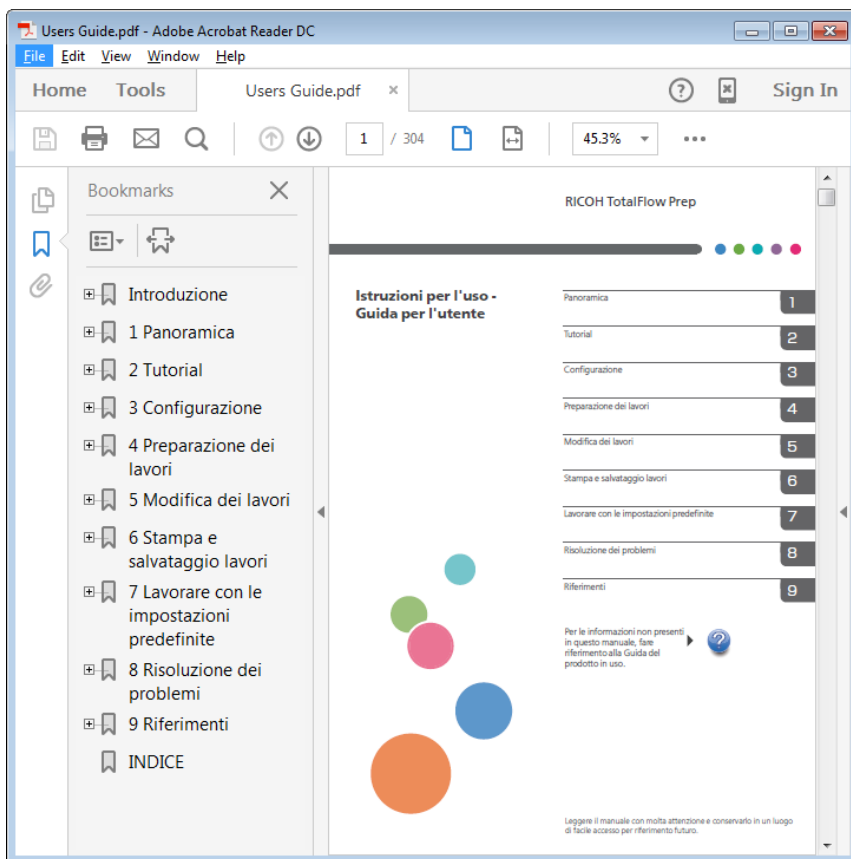 Users Guide.pdf - Adobe Acrobat Reader DC
File Edit View Window Help
Home Tools Users Guide.pdf × ? Sign In
1 / 304 45.3%
Bookmarks
Introduzione
1 Panoramica
2 Tutorial
3 Configurazione
4 Preparazione dei
lavori
5 Modifica dei lavori
6 Stampa e
salvataggio lavori
7 Lavorare con le
impostazioni
predefinite
8 Risoluzione dei
problemi
9 Riferimenti
INDICE
RICOH TotalFlow Prep
Istruzioni per l'uso -
Guida per l'utente
Panoramica 1
Tutorial 2
Configurazione 3
Preparazione dei lavori 4
Modifica dei lavori 5
Stampa e salvataggio lavori 6
Lavorare con le impostazioni predefinite 7
Risoluzione dei problemi 8
Riferimenti 9
Per le informazioni non presenti
in questo manuale, fare
riferimento alla Guida del
prodotto in uso.
?
Leggere il manuale con molta attenzione e conservarlo in un luogo
di facile accesso per riferimento futuro.